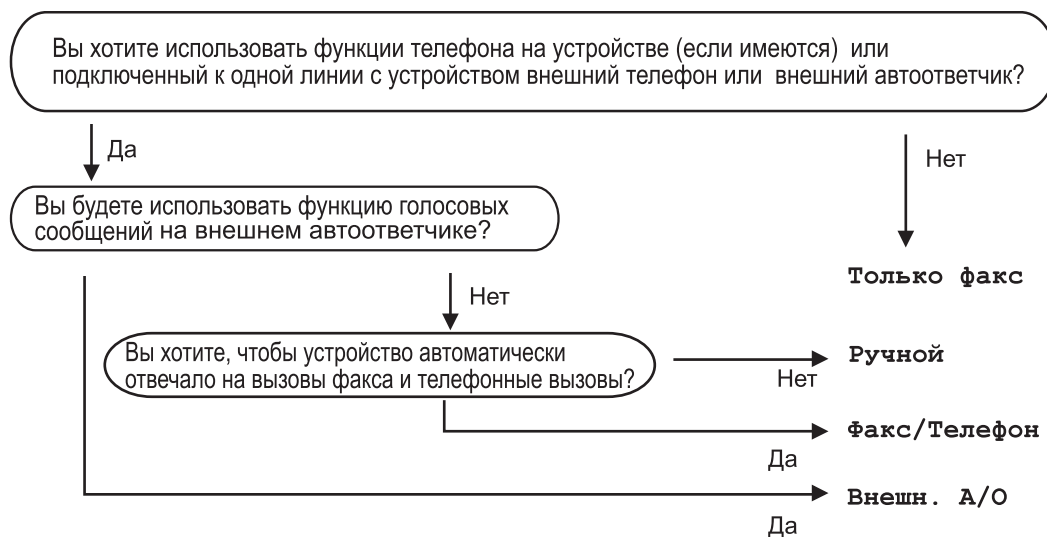 Вы хотите использовать функции телефона на устройстве (если имеются) или
подключенный к одной линии с устройством внешний телефон или внешний автоответчик?
Да
Нет
Вы будете использовать функцию голосовых
сообщений на внешнем автоответчике?
Только факс
Нет
Вы хотите, чтобы устройство автоматически
отвечало на вызовы факса и телефонные вызовы?
Нет
Ручной
Факс/Телефон
Да
Внешн. А/О
Да